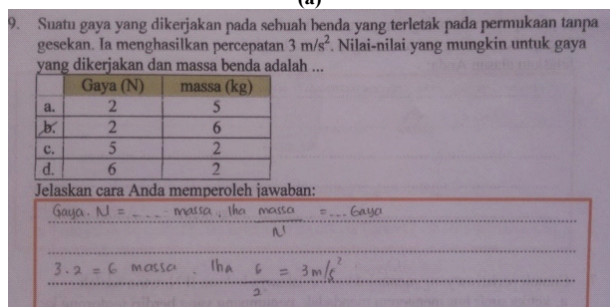 (a)
9. Suatu gaya yang dikerjakan pada sebuah benda yang terletak pada permukaan tanpa
gesekan. Ia menghasilkan percepatan 3 m/s². Nilai-nilai yang mungkin untuk gaya
yang dikerjakan dan massa benda adalah ...
Gaya (N) massa (kg)
a. 2 5
b. 2 6
c. 5 2
d. 6 2
Jelaskan cara Anda memperoleh jawaban:
Gaya. N = ---- massa, lha massa/N = --- Gaya
3.2 = 6 massa. lha 6/2 = 3 m/s²